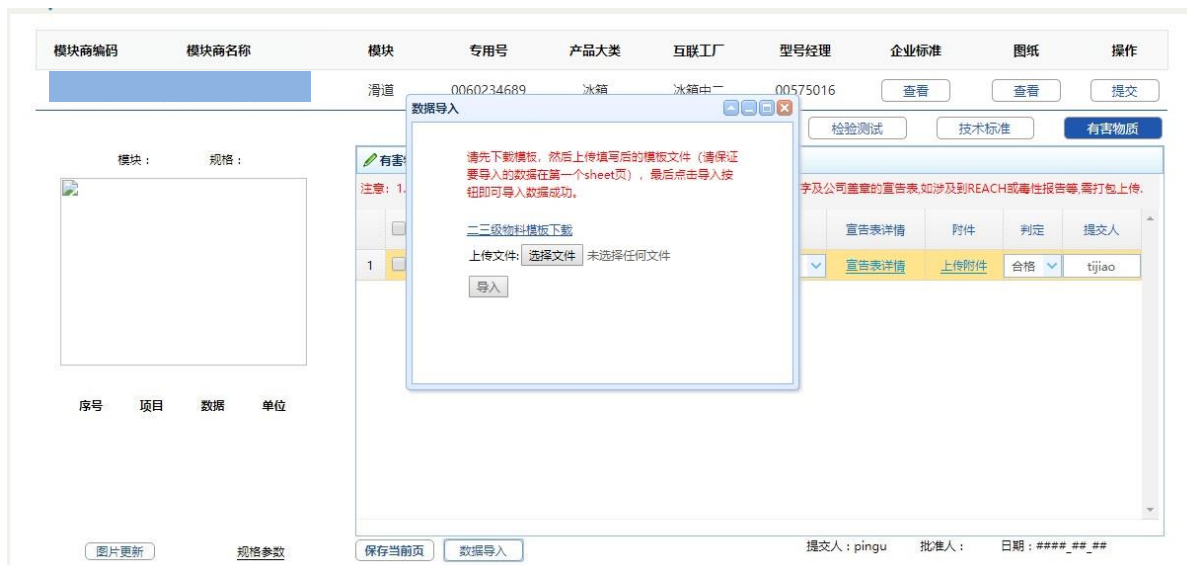 模块商编码 模块商名称 模块 专用号 产品大类 互联工厂 型号经理 企业标准 图纸 操作
滑道 0060234689 冰箱 冰箱中二 00575016 查看 查看 提交
检验测试 技术标准 有害物质
模块： 规格：
有害
注意：1. 字及公司盖章的宣告表,如涉及到REACH或毒性报告等,需打包上传.
宣告表详情 附件 判定 提交人
1 宣告表详情 上传附件 合格 tijiao
数据导入
请先下载模板，然后上传填写后的模板文件（请保证
要导入的数据在第一个sheet页），最后点击导入按
钮即可导入数据成功。
二三级物料模板下载
上传文件: 选择文件 未选择任何文件
导入
序号 项目 数据 单位
图片更新 规格参数
保存当前页 数据导入 提交人：pingu 批准人： 日期：####_##_##